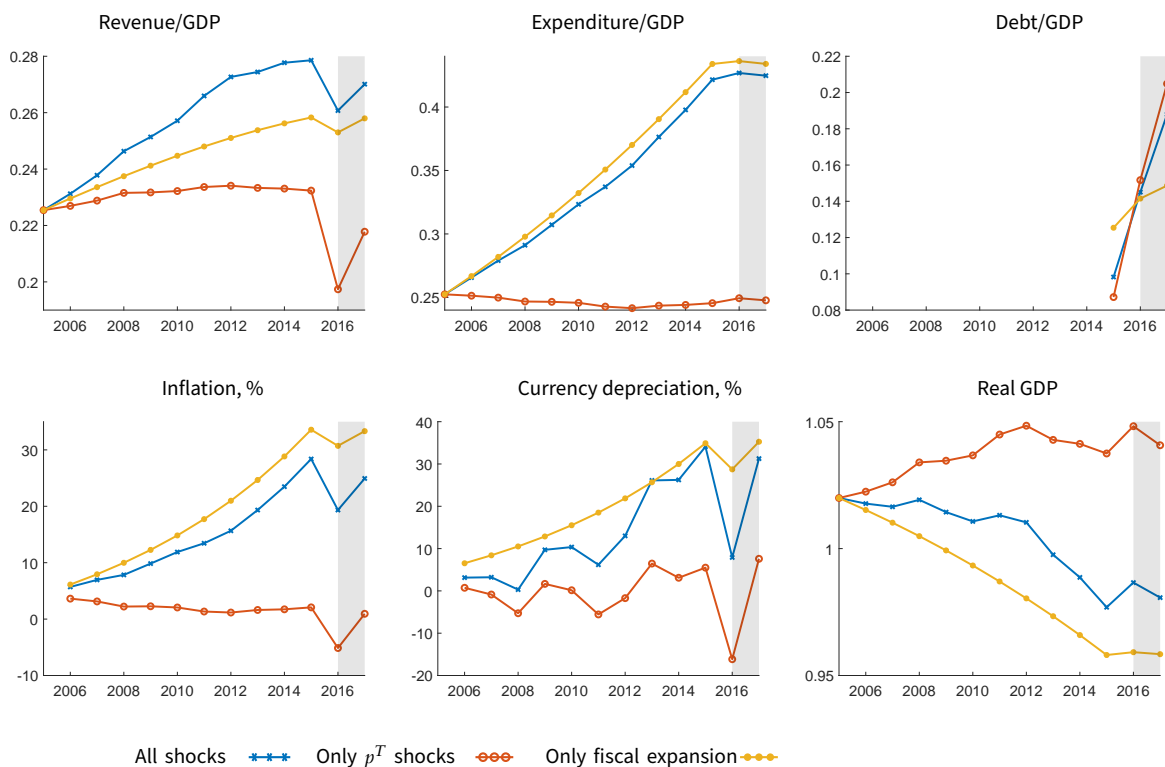 Revenue/GDP Expenditure/GDP Debt/GDP
0.28 0.22
0.26 0.4 0.2
0.18
0.24 0.35 0.16
0.22 0.3 0.14
0.12
0.2 0.25 0.1
0.08
2006 2008 2010 2012 2014 2016 2006 2008 2010 2012 2014 2016 2006 2008 2010 2012 2014 2016
Inflation, % Currency depreciation, % Real GDP
40 1.05
30 30
20 20
10 10 1
0 0
-10
-10 -20 0.95
2006 2008 2010 2012 2014 2016 2006 2008 2010 2012 2014 2016 2006 2008 2010 2012 2014 2016
All shocks Only p^T shocks Only fiscal expansion